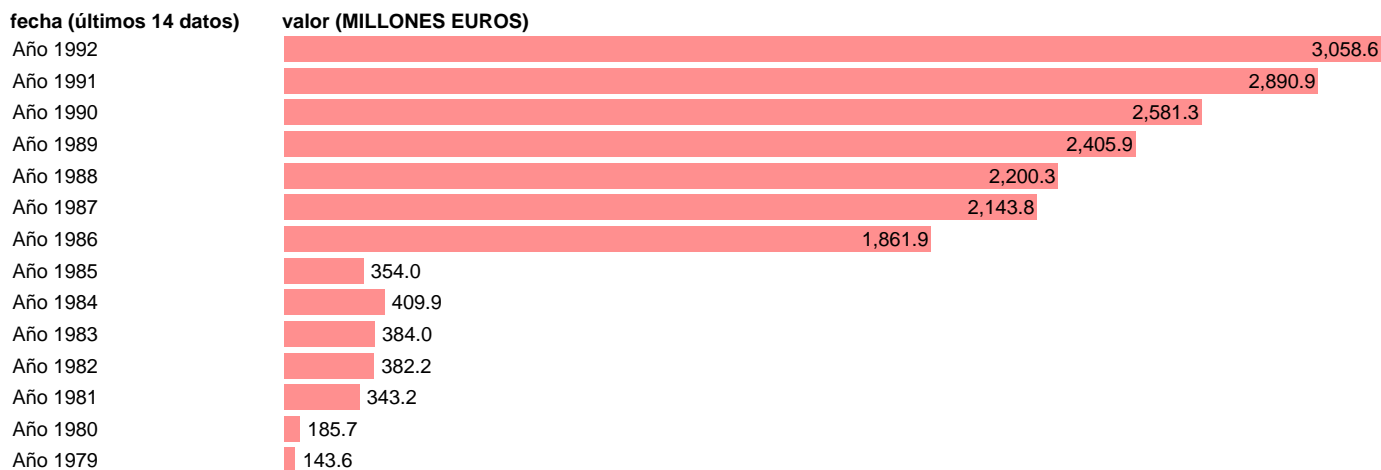 fecha (últimos 14 datos) valor (MILLONES EUROS)
Año 1992 3,058.6
Año 1991 2,890.9
Año 1990 2,581.3
Año 1989 2,405.9
Año 1988 2,200.3
Año 1987 2,143.8
Año 1986 1,861.9
Año 1985 354.0
Año 1984 409.9
Año 1983 384.0
Año 1982 382.2
Año 1981 343.2
Año 1980 185.7
Año 1979 143.6